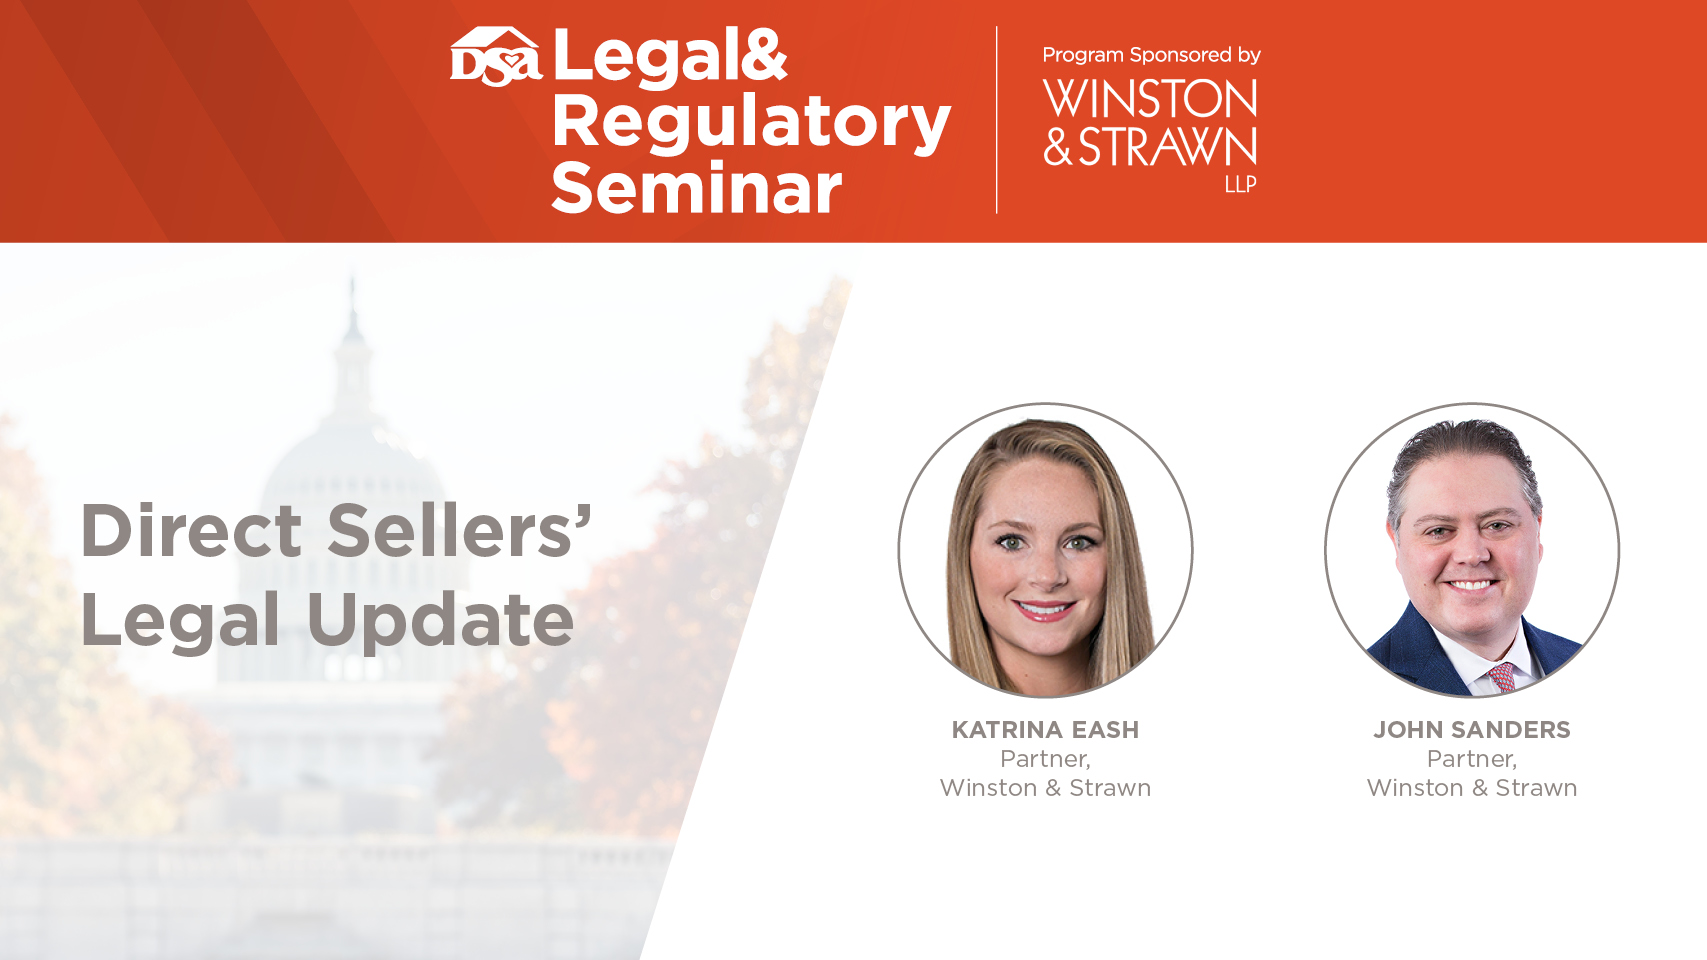 DSA Legal&
Regulatory
Seminar
Program Sponsored by
WINSTON
& STRAWN
LLP
Direct Sellers’
Legal Update
KATRINA EASH
Partner,
Winston & Strawn
JOHN SANDERS
Partner,
Winston & Strawn